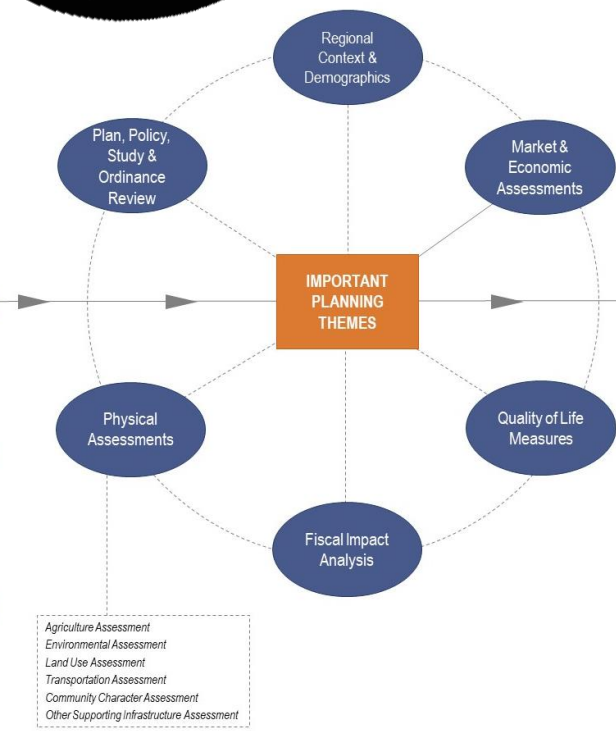 Regional
Context &
Demographics
Plan, Policy,
Study &
Ordinance
Review
Market &
Economic
Assessments
IMPORTANT
PLANNING
THEMES
Physical
Assessments
Quality of Life
Measures
Fiscal Impact
Analysis
Agriculture Assessment
Environmental Assessment
Land Use Assessment
Transportation Assessment
Community Character Assessment
Other Supporting Infrastructure Assessment